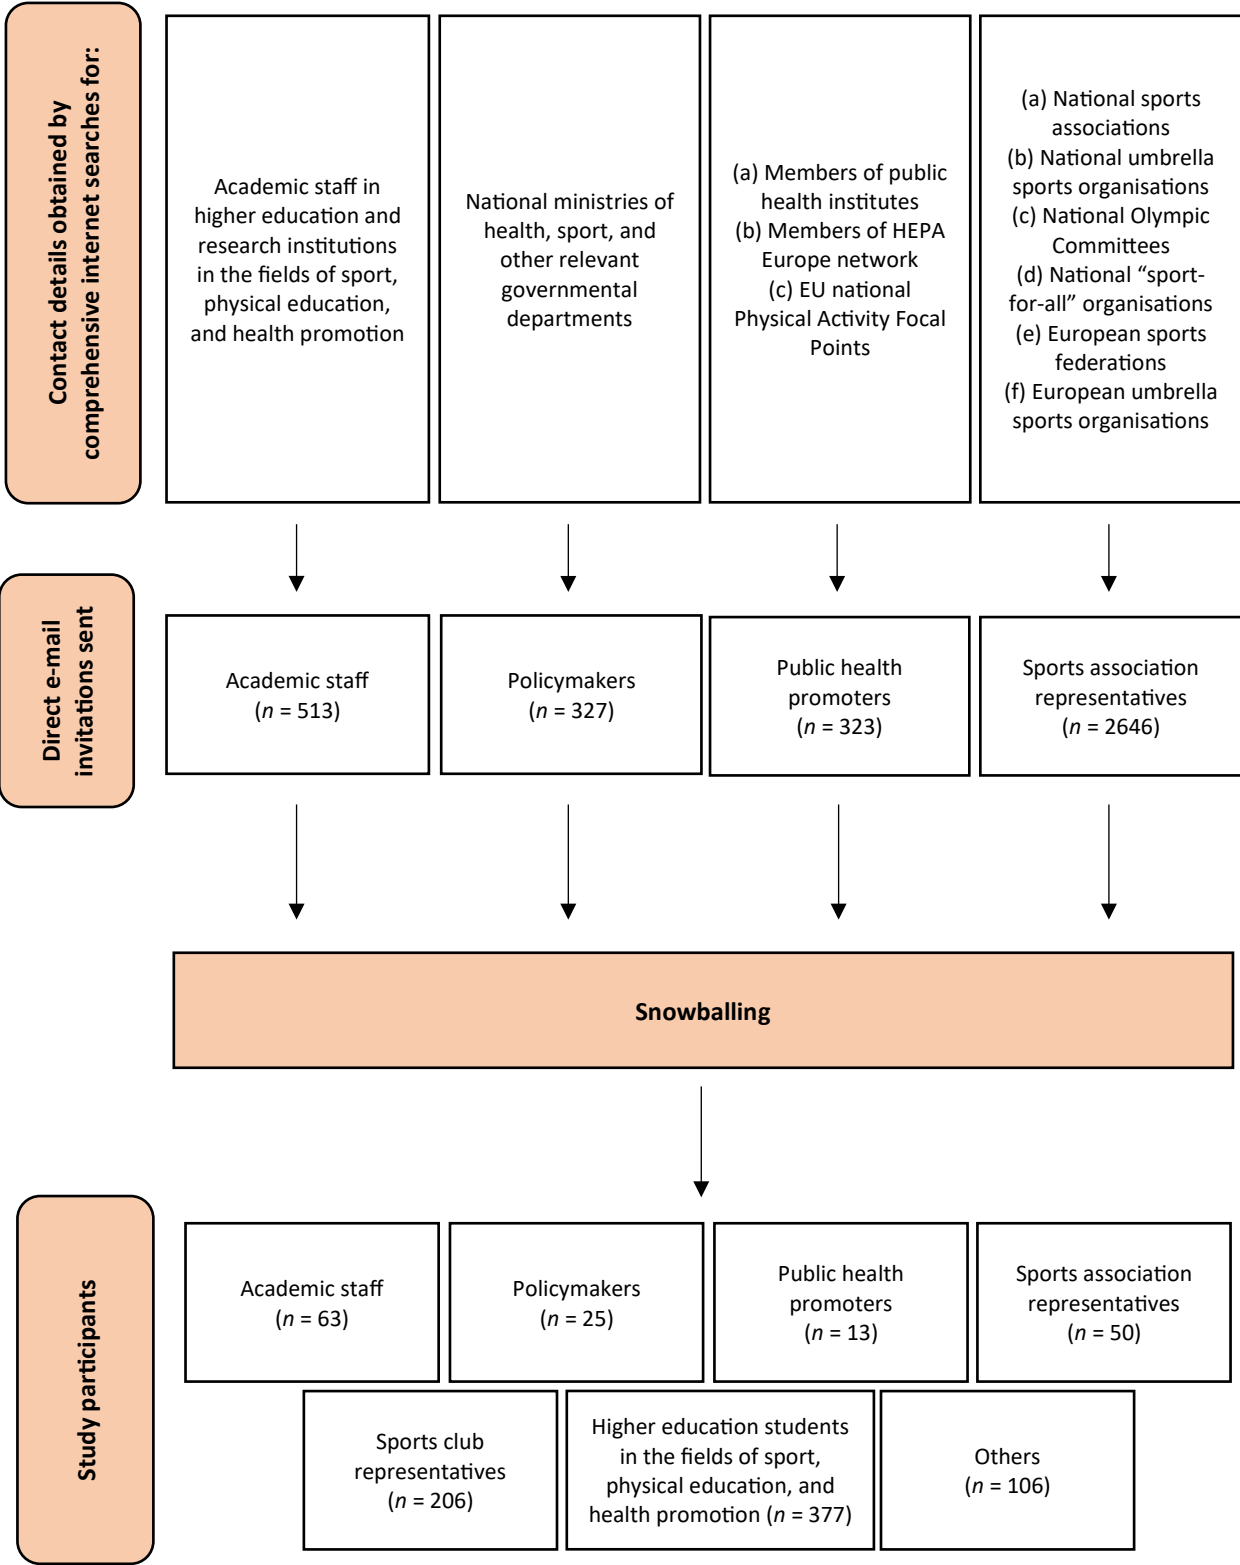 Contact details obtained by
comprehensive internet searches for:
Academic staff in
higher education and
research institutions
in the fields of sport,
physical education,
and health promotion
National ministries of
health, sport, and
other relevant
governmental
departments
(a) Members of public
health institutes
(b) Members of HEPA
Europe network
(c) EU national
Physical Activity Focal
Points
(a) National sports
associations
(b) National umbrella
sports organisations
(c) National Olympic
Committees
(d) National “sport-
for-all” organisations
(e) European sports
federations
(f) European umbrella
sports organisations
Direct e-mail
invitations sent
Academic staff
(n = 513)
Policymakers
(n = 327)
Public health
promoters
(n = 323)
Sports association
representatives
(n = 2646)
Snowballing
Study participants
Academic staff
(n = 63)
Policymakers
(n = 25)
Public health
promoters
(n = 13)
Sports association
representatives
(n = 50)
Sports club
representatives
(n = 206)
Higher education students
in the fields of sport,
physical education, and
health promotion (n = 377)
Others
(n = 106)